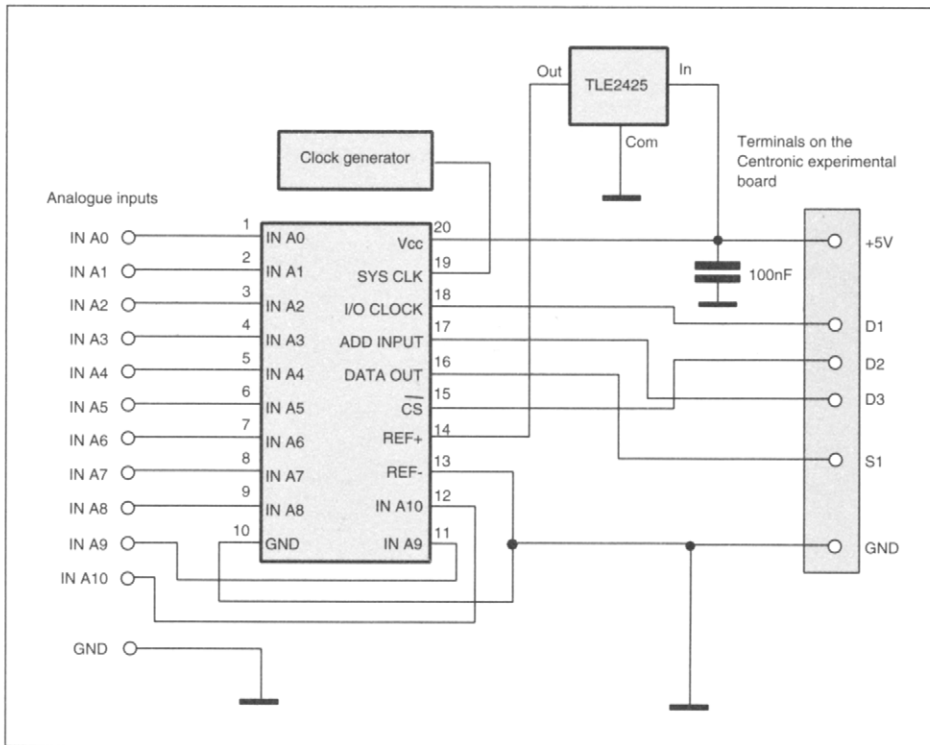 Out
In
TLE2425
Com
Terminals on the
Centronic experimental
board
Clock generator
Analogue inputs
IN A0
IN A1
IN A2
IN A3
IN A4
IN A5
IN A6
IN A7
IN A8
IN A9
IN A10
GND
1
2
3
4
5
6
7
8
9
10
IN A0
IN A1
IN A2
IN A3
IN A4
IN A5
IN A6
IN A7
IN A8
GND
Vcc
SYS CLK
I/O CLOCK
ADD INPUT
DATA OUT
CS
REF+
REF-
IN A10
IN A9
20
19
18
17
16
15
14
13
12
11
100nF
+5V
D1
D2
D3
S1
GND